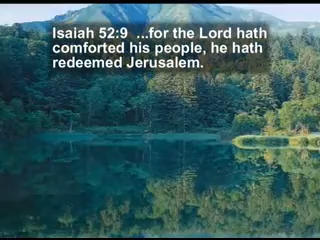 Isaiah 52:9 ...for the Lord hath
comforted his people, he hath
redeemed Jerusalem.